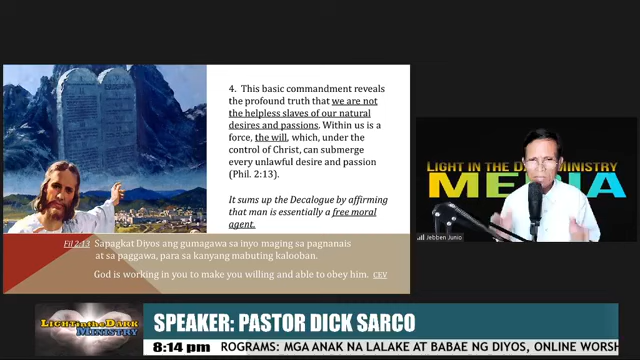 4. This basic commandment reveals
the profound truth that we are not
the helpless slaves of our natural
desires and passions. Within us is a
force, the will, which, under the
control of Christ, can submerge
every unlawful desire and passion
(Phil. 2:13).
It sums up the Decalogue by affirming
that man is essentially a free moral
agent.
Fil 2:13 Sapagkat Diyos ang gumagawa sa inyo maging sa pagnanais
at sa paggawa, para sa kanyang mabuting kalooban.
God is working in you to make you willing and able to obey him. CEV
LIGHT IN THE DARK MINISTRY
MEDIA
Jebben Junio
LIGHT in the DARK
MINISTRY
SPEAKER: PASTOR DICK SARCO
8:14 pm ROGRAMS: MGA ANAK NA LALAKE AT BABAE NG DIYOS, ONLINE WORSH